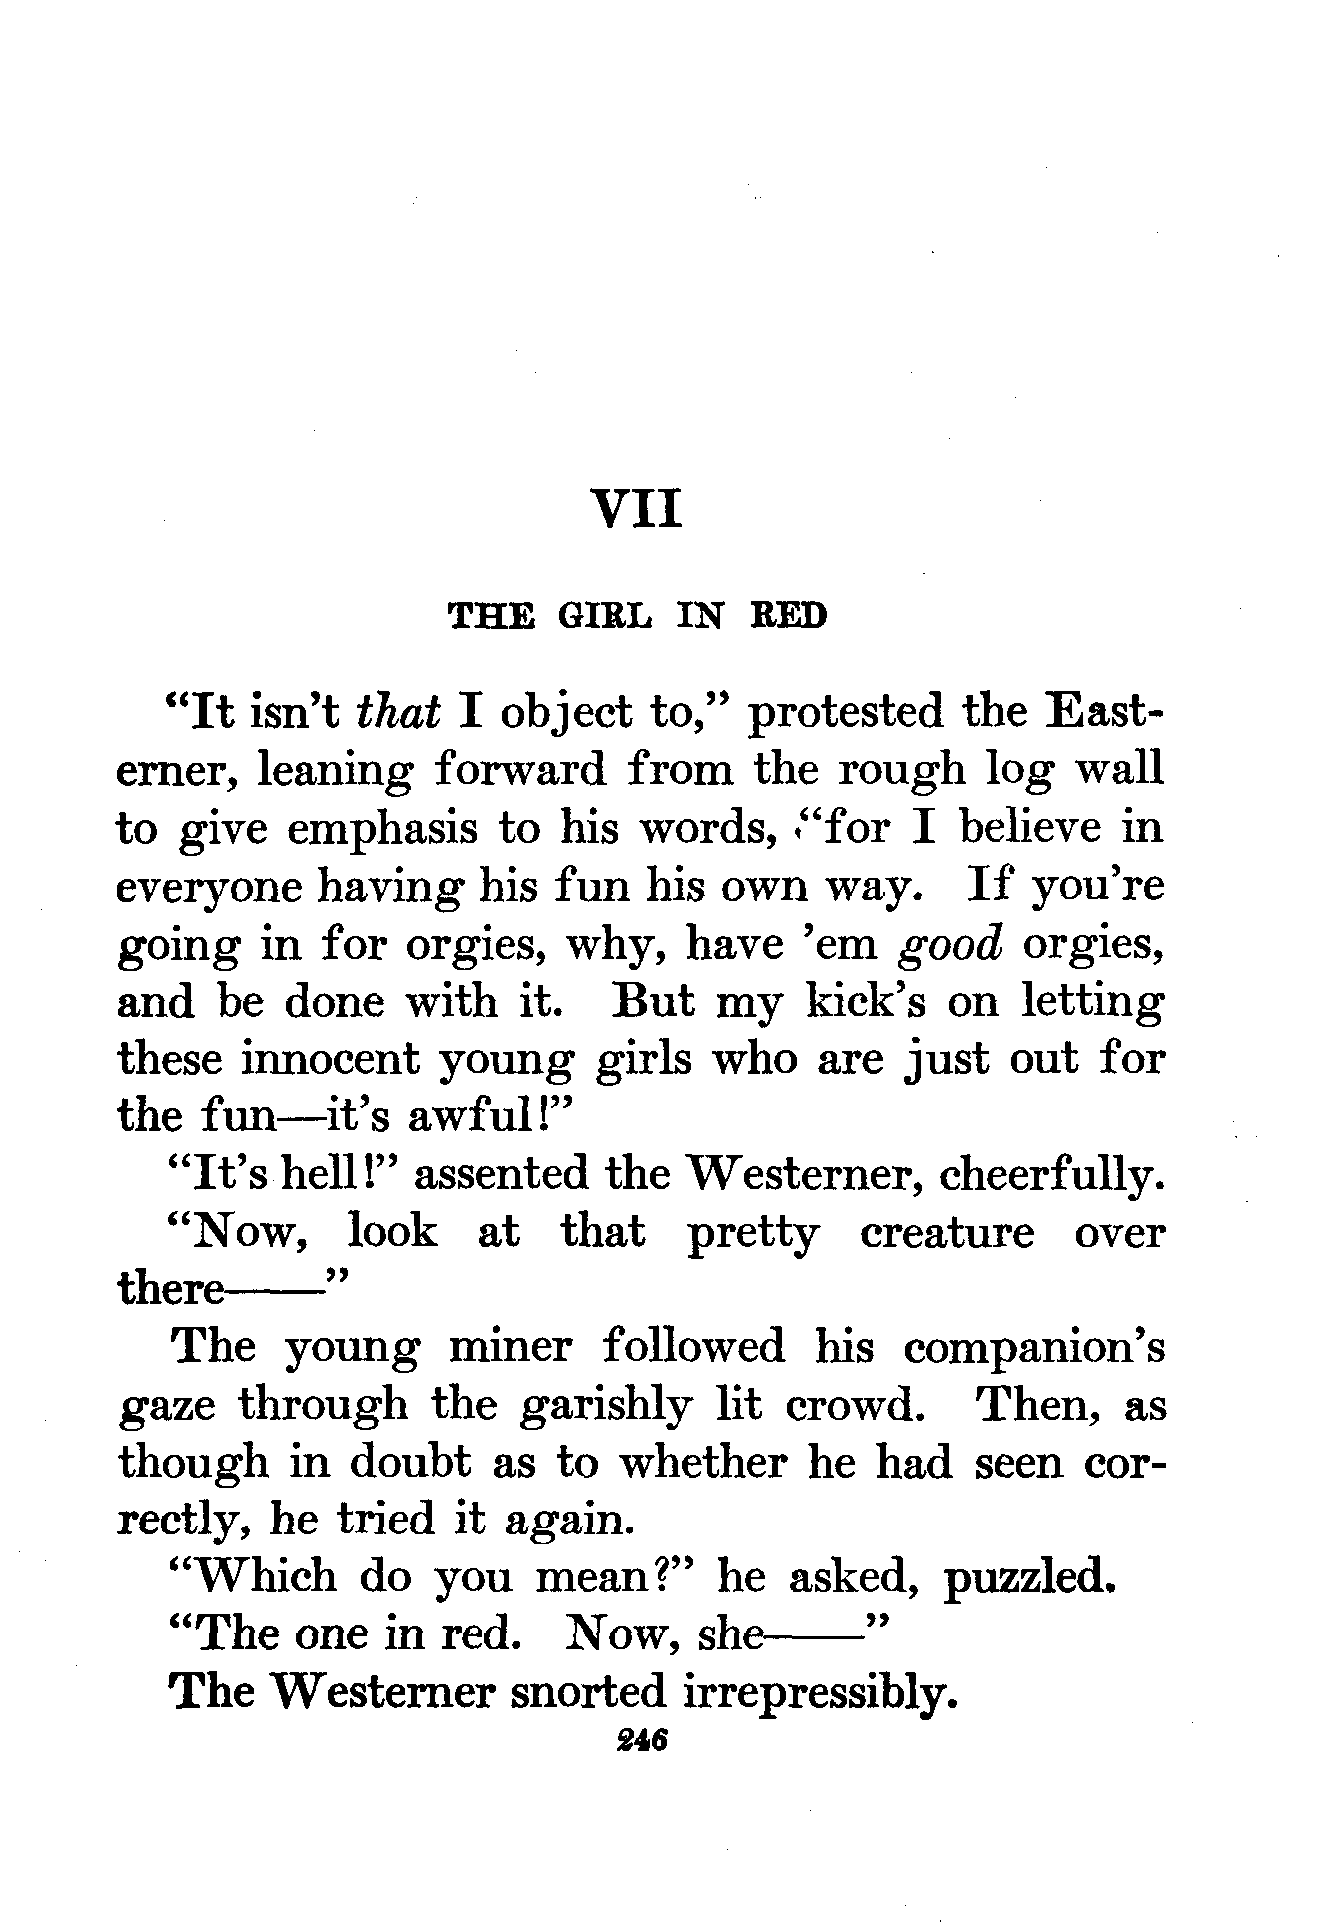 VII
THE GIRL IN RED
“It isn’t that I object to,” protested the East-
erner, leaning forward from the rough log wall
to give emphasis to his words, “for I believe in
everyone having his fun his own way. If you’re
going in for orgies, why, have ’em good orgies,
and be done with it. But my kick’s on letting
these innocent young girls who are just out for
the fun—it’s awful!”
“It’s hell!” assented the Westerner, cheerfully.
“Now, look at that pretty creature over
there——”
The young miner followed his companion’s
gaze through the garishly lit crowd. Then, as
though in doubt as to whether he had seen cor-
rectly, he tried it again.
“Which do you mean?” he asked, puzzled.
“The one in red. Now, she——”
The Westerner snorted irrepressibly.
246